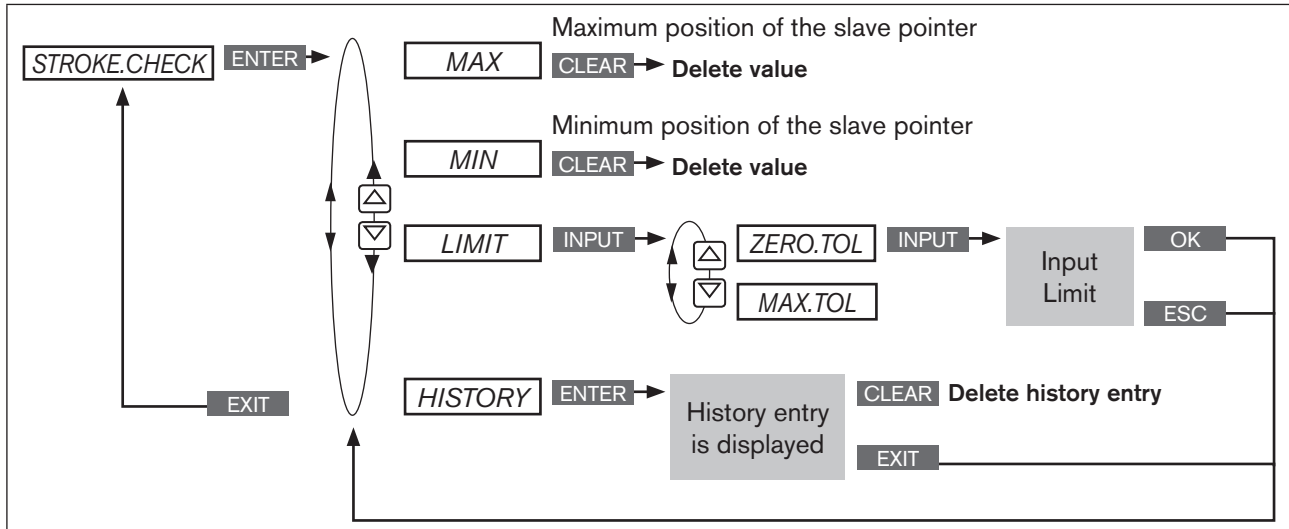 STROKE.CHECK
ENTER
MAX
Maximum position of the slave pointer
CLEAR
Delete value
MIN
Minimum position of the slave pointer
CLEAR
Delete value
LIMIT
INPUT
ZERO.TOL
MAX.TOL
INPUT
Input
Limit
OK
ESC
HISTORY
ENTER
History entry
is displayed
CLEAR
Delete history entry
EXIT
EXIT